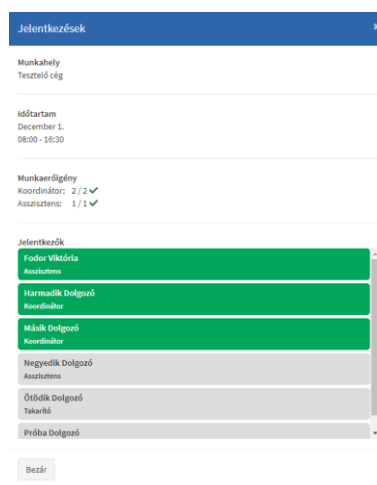 Jelentkezések
Munkahely
Tesztelő cég
Időtartam
December 1.
08:00 - 16:30
Munkaerőigény
Koordinátor: 2 / 2 ✓
Asszisztens: 1 / 1 ✓
Jelentkezők
Fodor Viktória
Asszisztens
Harmadik Dolgozó
Koordinátor
Másik Dolgozó
Koordinátor
Negyedik Dolgozó
Asszisztens
Ötödik Dolgozó
Takarító
Próba Dolgozó
Bezár